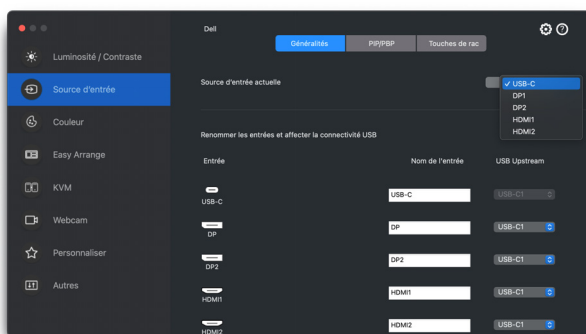 Dell
Généralités
PIP/PBP
Touches de rac
Luminosité / Contraste
Source d'entrée
Couleur
Easy Arrange
KVM
Webcam
Personnaliser
Autres
Source d'entrée actuelle
USB-C
DP1
DP2
HDMI1
HDMI2
Renommer les entrées et affecter la connectivité USB
Entrée
Nom de l'entrée
USB Upstream
USB-C
USB-C
USB-C1
DP
DP
USB-C1
DP2
DP2
USB-C1
HDMI1
HDMI1
USB-C1
HDMI2
HDMI2
USB-C1